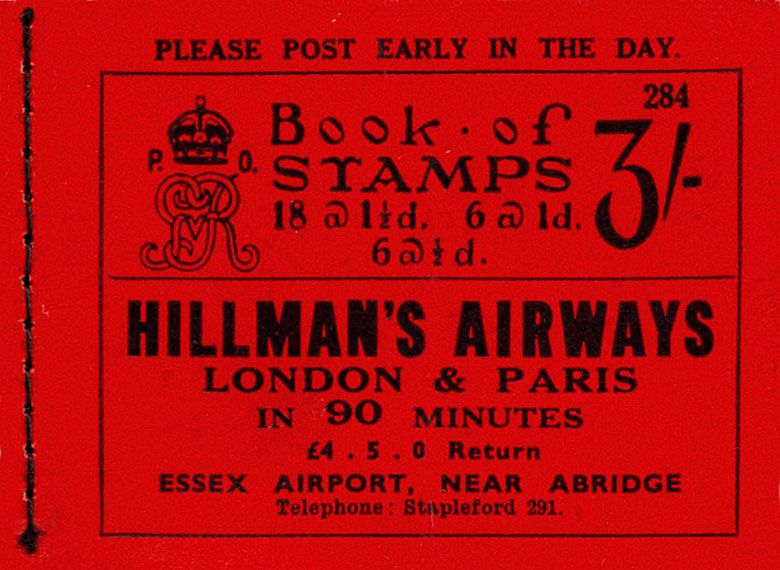 PLEASE POST EARLY IN THE DAY.
284
P. O.
Book · of
STAMPS
3/-
18 @ 1½d. 6 @ 1d.
6 @ ½d.
HILLMAN'S AIRWAYS
LONDON & PARIS
IN 90 MINUTES
£4 . 5 . 0 Return
ESSEX AIRPORT, NEAR ABRIDGE
Telephone: Stapleford 291.